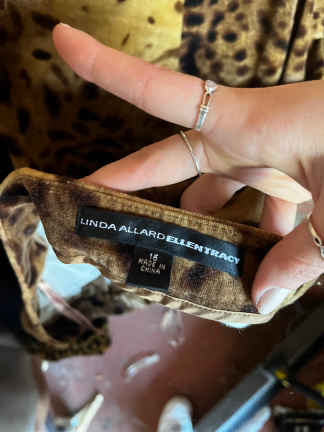 LINDA ALLARD ELLEN TRACY
16
MADE IN
CHINA